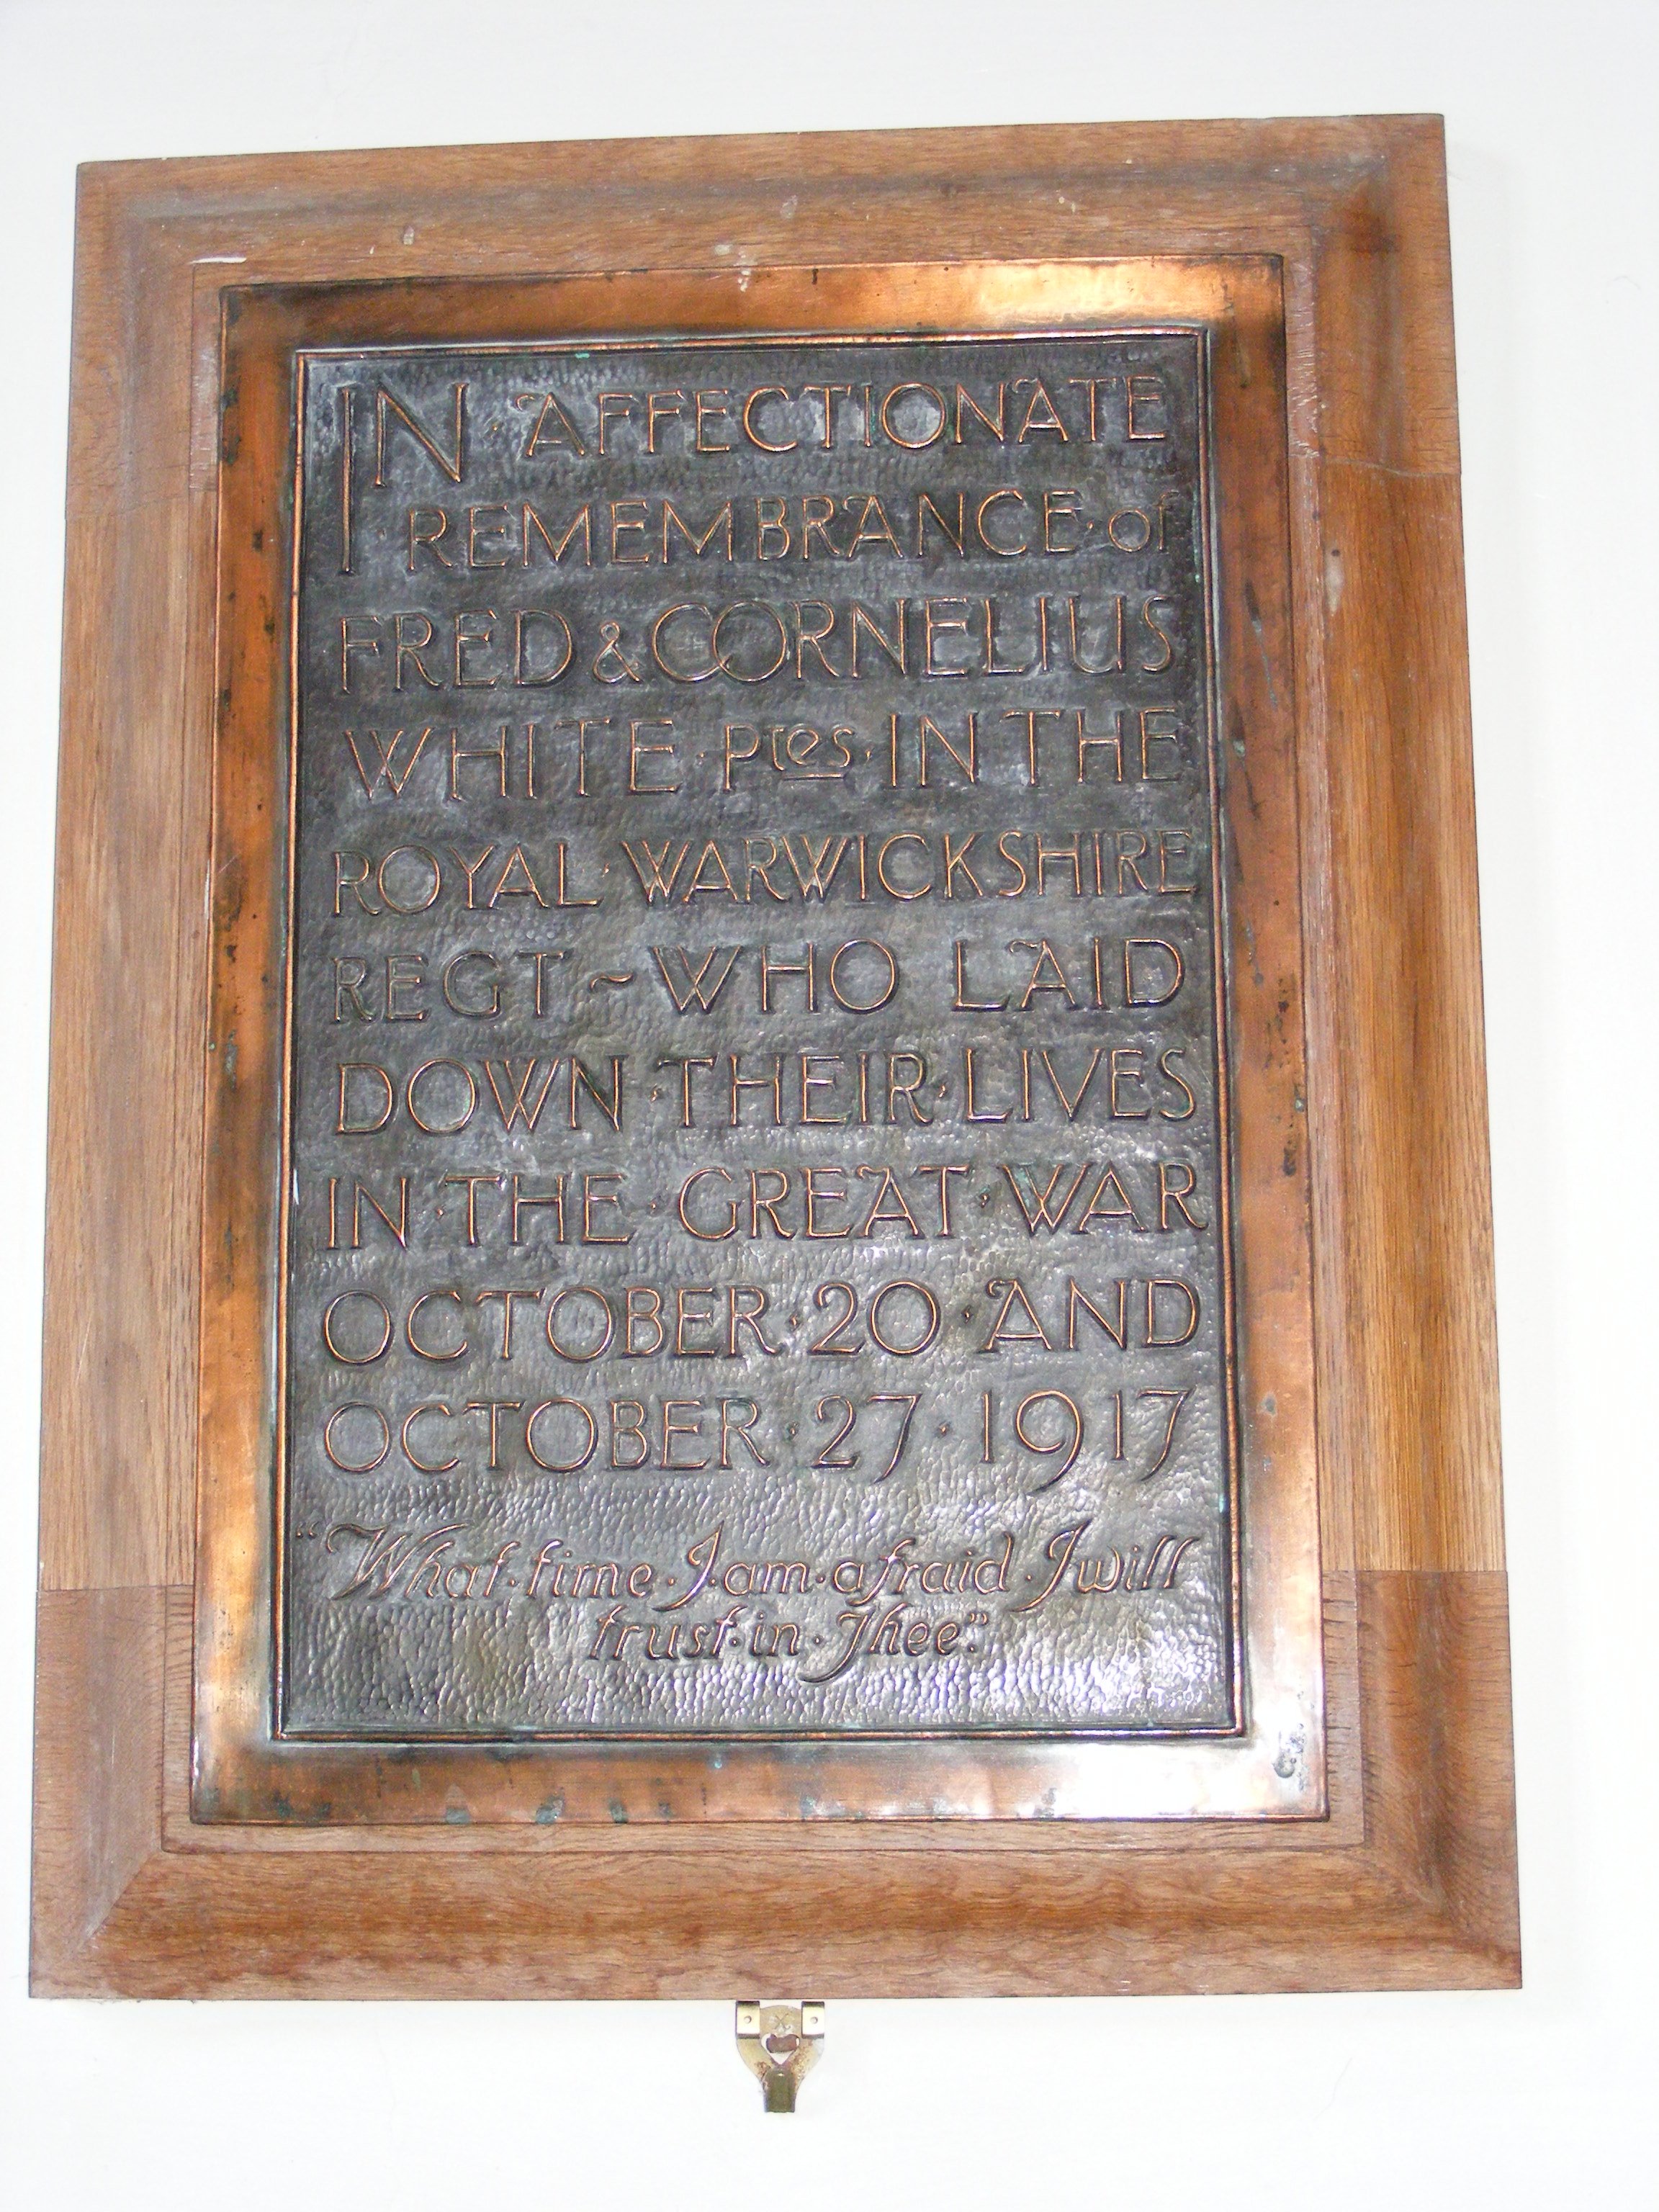 IN · AFFECTIONATE
· REMEMBRANCE · of
FRED & CORNELIUS
WHITE · Ptes · IN THE
ROYAL · WARWICKSHIRE
REGT ~ WHO LAID
DOWN · THEIR · LIVES
IN · THE · GREAT · WAR
OCTOBER · 20 · AND
OCTOBER · 27 · 1917
"What · time · I · am · afraid · I will
trust · in · Thee."